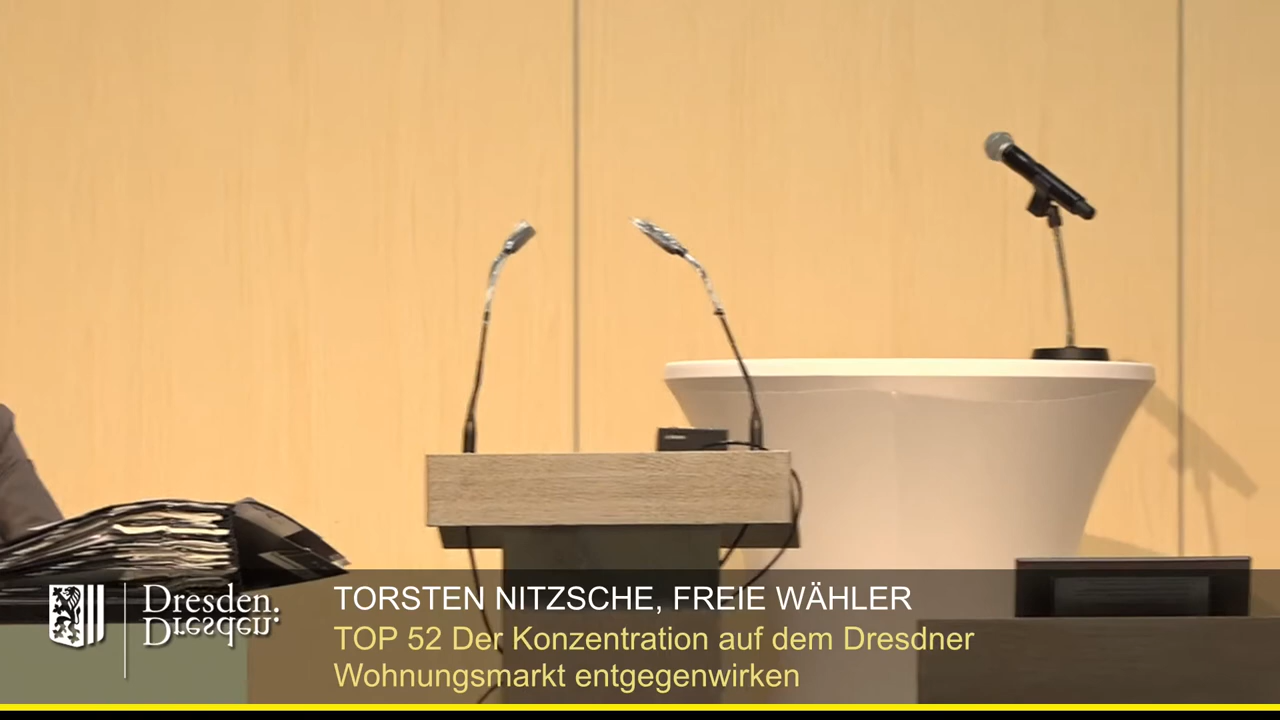 Dresden.
Dresden.
TORSTEN NITZSCHE, FREIE WÄHLER
TOP 52 Der Konzentration auf dem Dresdner
Wohnungsmarkt entgegenwirken